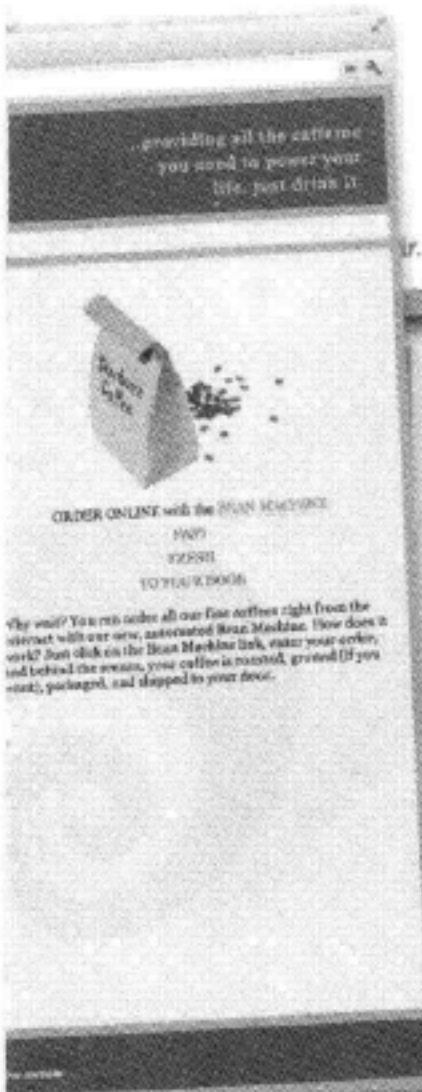 ...providing all the caffeine
you need to power your
life. just drink it
r.
Starbuzz
Coffee
ORDER ONLINE with the BEAN MACHINE
FAST
FRESH
TO YOUR DOOR
Why wait? You can order all our fine coffees right from the
nternet with our new, automated Bean Machine. How does it
work? Just click on the Bean Machine link, enter your order,
and behind the scenes, your coffee is roasted, ground (if you
want), packaged, and shipped to your door.